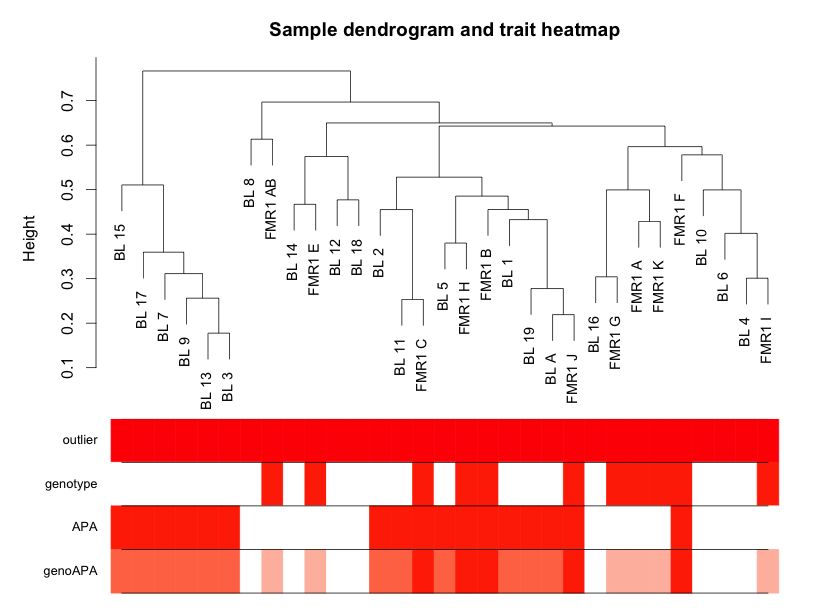 Sample dendrogram and trait heatmap
Height
0.7
0.6
0.5
0.4
0.3
0.2
0.1
BL 15
BL 17
BL 7
BL 9
BL 13
BL 3
BL 8
FMR1 AB
BL 14
FMR1 E
BL 12
BL 18
BL 2
BL 11
FMR1 C
BL 5
FMR1 H
FMR1 B
BL 1
BL 19
BL A
FMR1 J
BL 16
FMR1 G
FMR1 A
FMR1 K
FMR1 F
BL 10
BL 6
BL 4
FMR1 I
outlier
genotype
APA
genoAPA